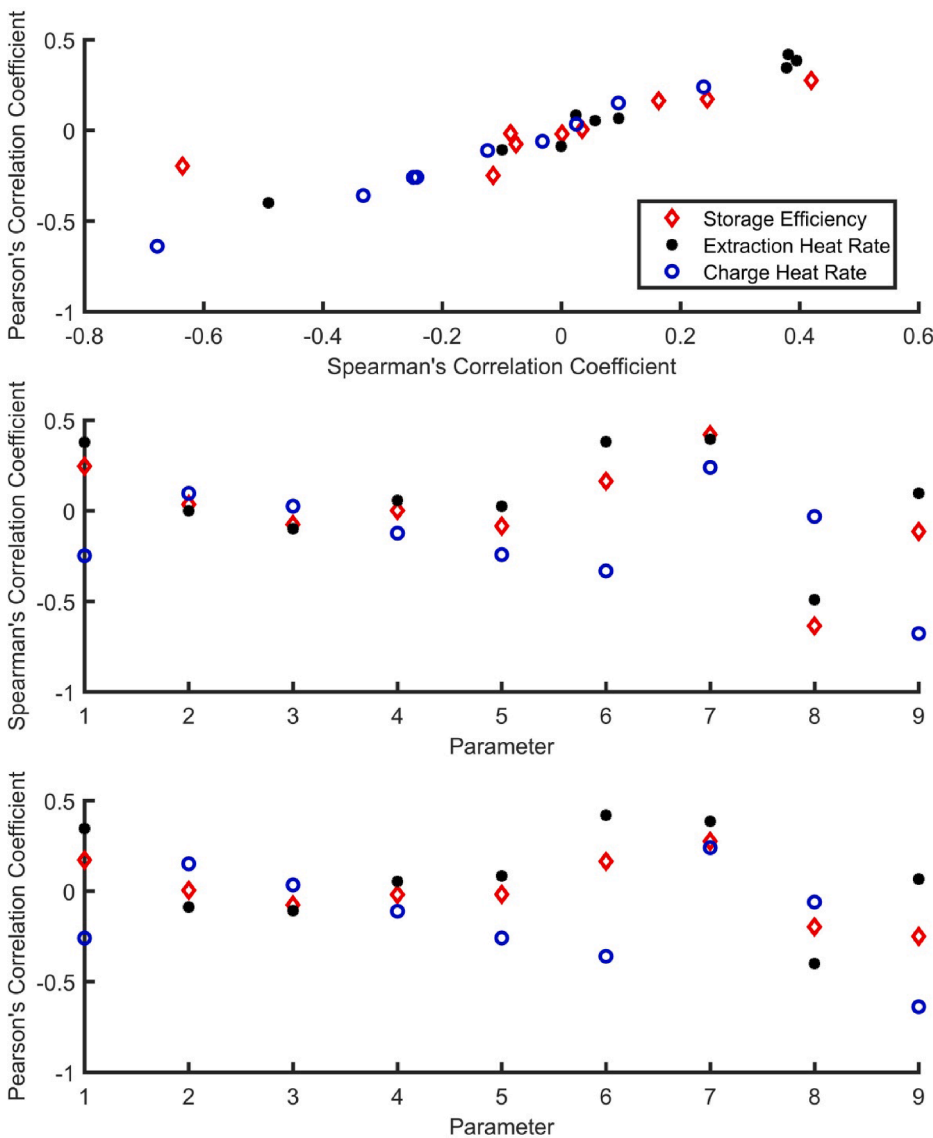 Pearson's Correlation Coefficient
0.5
0
-0.5
-1
Storage Efficiency
Extraction Heat Rate
Charge Heat Rate
-0.8 -0.6 -0.4 -0.2 0 0.2 0.4 0.6
Spearman's Correlation Coefficient
Spearman's Correlation Coefficient
0.5
0
-0.5
-1
1 2 3 4 5 6 7 8 9
Parameter
Pearson's Correlation Coefficient
0.5
0
-0.5
-1
1 2 3 4 5 6 7 8 9
Parameter